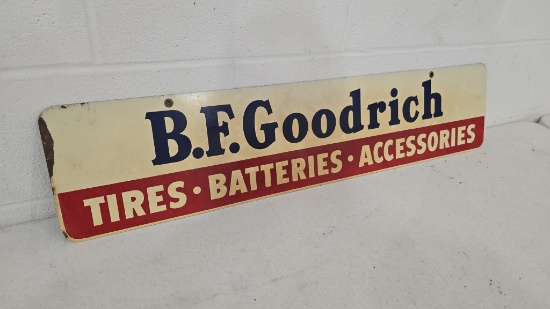 B.F.Goodrich
TIRES · BATTERIES · ACCESSORIES